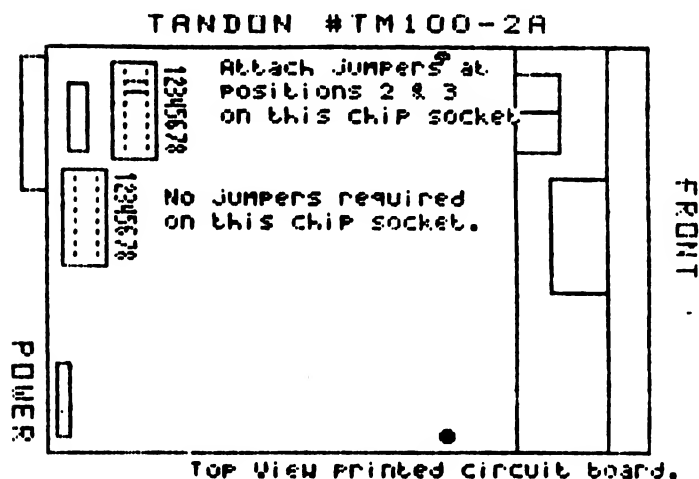 TANDON #TM100-2A
Attach jumpers at
positions 2 & 3
on this chip socket
12345678
No jumpers required
on this chip socket.
12345678
FRONT
POWER
Top View printed circuit board.